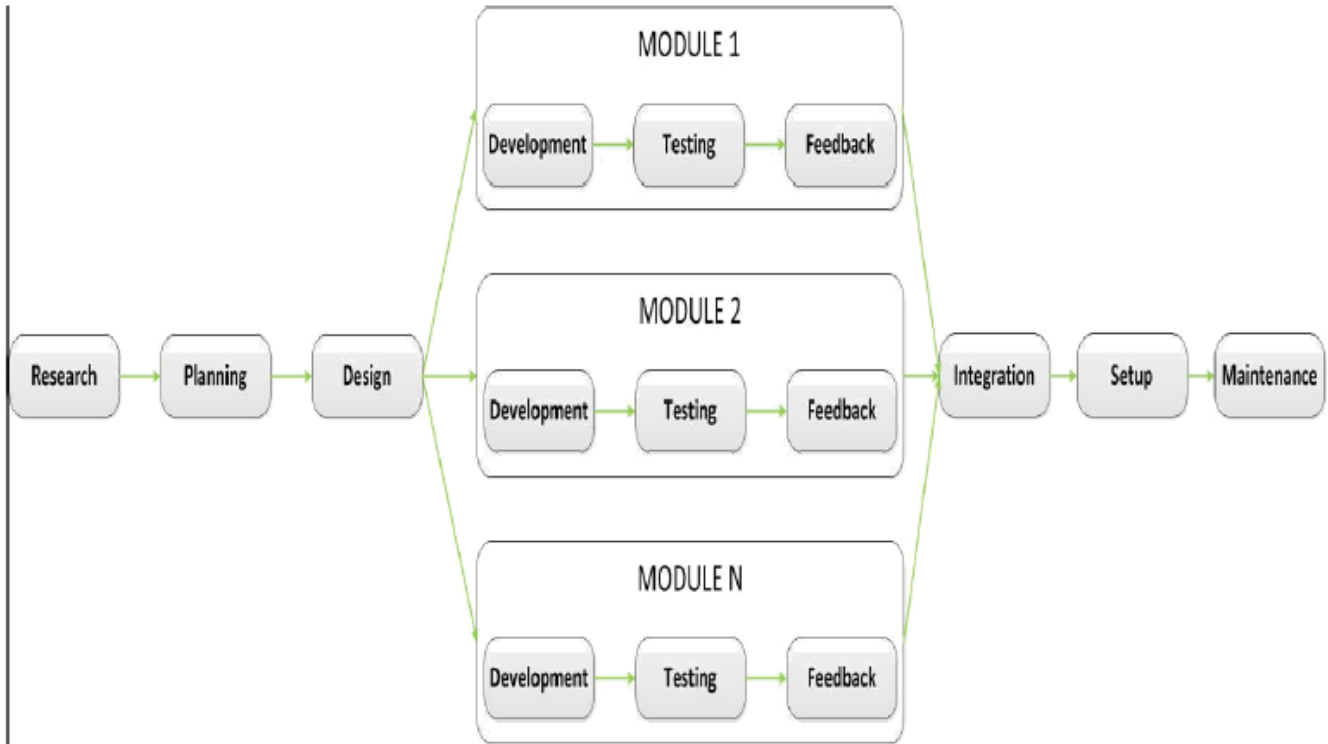 MODULE 1
Development
Testing
Feedback
MODULE 2
Research
Planning
Design
Development
Testing
Feedback
Integration
Setup
Maintenance
MODULE N
Development
Testing
Feedback